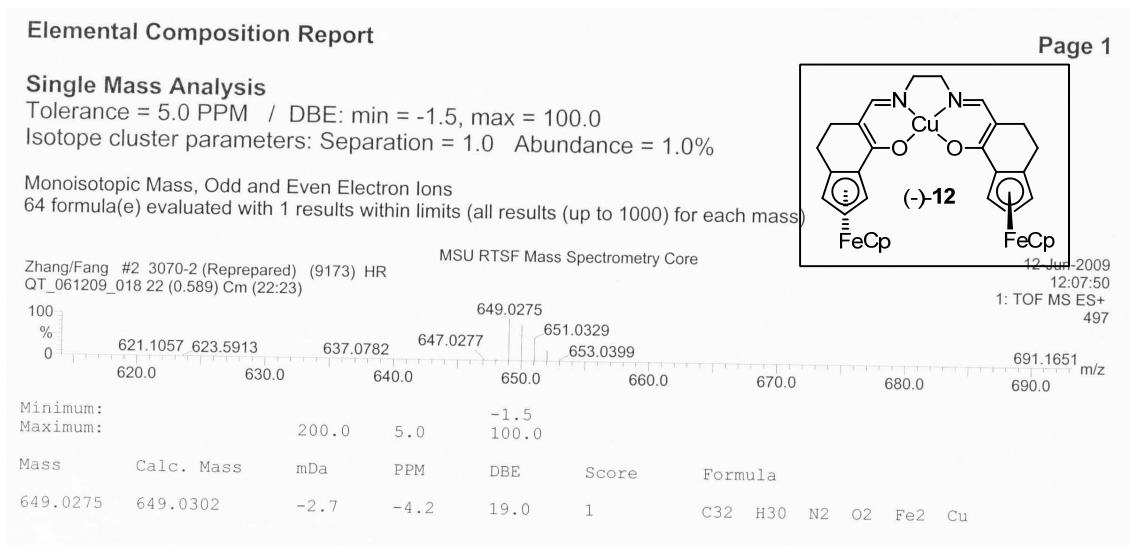 Elemental Composition Report
Page 1
Single Mass Analysis
Tolerance = 5.0 PPM / DBE: min = -1.5, max = 100.0
Isotope cluster parameters: Separation = 1.0 Abundance = 1.0%
Monoisotopic Mass, Odd and Even Electron Ions
64 formula(e) evaluated with 1 results within limits (all results (up to 1000) for each mass)
N N
Cu
O O
(-)-12
FeCp FeCp
MSU RTSF Mass Spectrometry Core
Zhang/Fang #2 3070-2 (Reprepared) (9173) HR
QT_061209_018 22 (0.589) Cm (22:23)
12-Jun-2009
12:07:50
1: TOF MS ES+
497
100
%
0
621.1057 623.5913 637.0782 647.0277 649.0275 651.0329 653.0399 691.1651
m/z
620.0 630.0 640.0 650.0 660.0 670.0 680.0 690.0
Minimum: -1.5
Maximum: 200.0 5.0 100.0
Mass Calc. Mass mDa PPM DBE Score Formula
649.0275 649.0302 -2.7 -4.2 19.0 1 C32 H30 N2 O2 Fe2 Cu